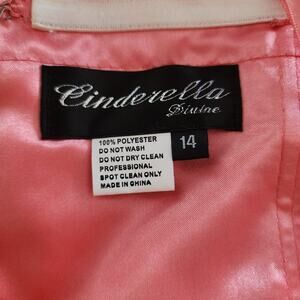 Cinderella
Divine
14
100% POLYESTER
DO NOT WASH
DO NOT DRY CLEAN
PROFESSIONAL
SPOT CLEAN ONLY
MADE IN CHINA